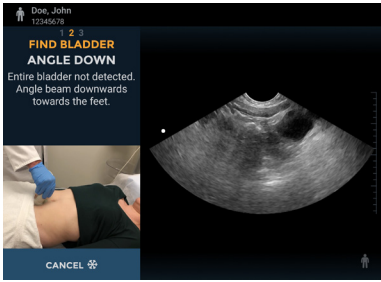 Doe, John
12345678
1 2 3
FIND BLADDER
ANGLE DOWN
Entire bladder not detected.
Angle beam downwards
towards the feet.
CANCEL